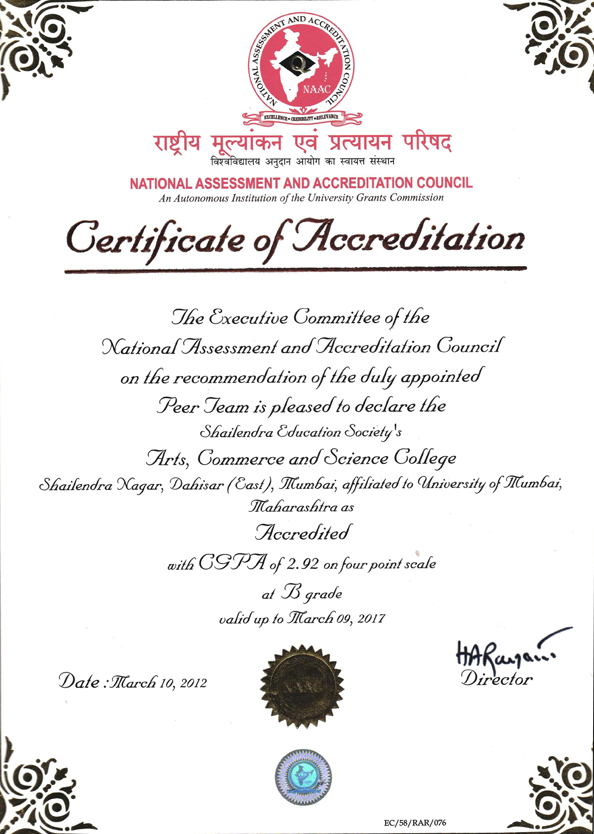 NATIONAL ASSESSMENT AND ACCREDITATION COUNCIL
NAAC
EXCELLENCE • CREDIBILITY • RELEVANCE
राष्ट्रीय मूल्यांकन एवं प्रत्यायन परिषद
विश्वविद्यालय अनुदान आयोग का स्वायत्त संस्थान
NATIONAL ASSESSMENT AND ACCREDITATION COUNCIL
An Autonomous Institution of the University Grants Commission
Certificate of Accreditation
The Executive Committee of the
National Assessment and Accreditation Council
on the recommendation of the duly appointed
Peer Team is pleased to declare the
Shailendra Education Society's
Arts, Commerce and Science College
Shailendra Nagar, Dahisar (East), Mumbai, affiliated to University of Mumbai,
Maharashtra as
Accredited
with CGPA of 2.92 on four point scale
at B grade
valid up to March 09, 2017
Date : March 10, 2012
Director
NAAC
EC/58/RAR/076